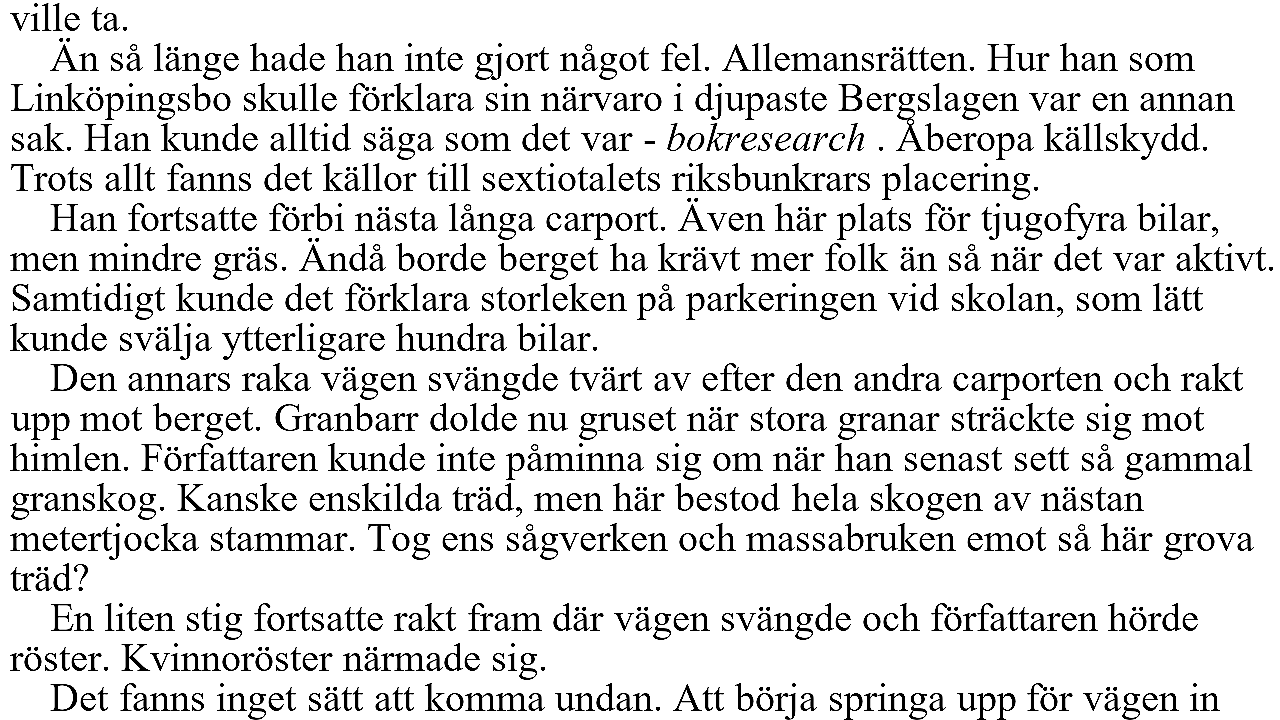 ville ta.
Än så länge hade han inte gjort något fel. Allemansrätten. Hur han som
Linköpingsbo skulle förklara sin närvaro i djupaste Bergslagen var en annan
sak. Han kunde alltid säga som det var - bokresearch . Åberopa källskydd.
Trots allt fanns det källor till sextiotalets riksbunkrars placering.
Han fortsatte förbi nästa långa carport. Även här plats för tjugofyra bilar,
men mindre gräs. Ändå borde berget ha krävt mer folk än så när det var aktivt.
Samtidigt kunde det förklara storleken på parkeringen vid skolan, som lätt
kunde svälja ytterligare hundra bilar.
Den annars raka vägen svängde tvärt av efter den andra carporten och rakt
upp mot berget. Granbarr dolde nu gruset när stora granar sträckte sig mot
himlen. Författaren kunde inte påminna sig om när han senast sett så gammal
granskog. Kanske enskilda träd, men här bestod hela skogen av nästan
metertjocka stammar. Tog ens sågverken och massabruken emot så här grova
träd?
En liten stig fortsatte rakt fram där vägen svängde och författaren hörde
röster. Kvinnoröster närmade sig.
Det fanns inget sätt att komma undan. Att börja springa upp för vägen in